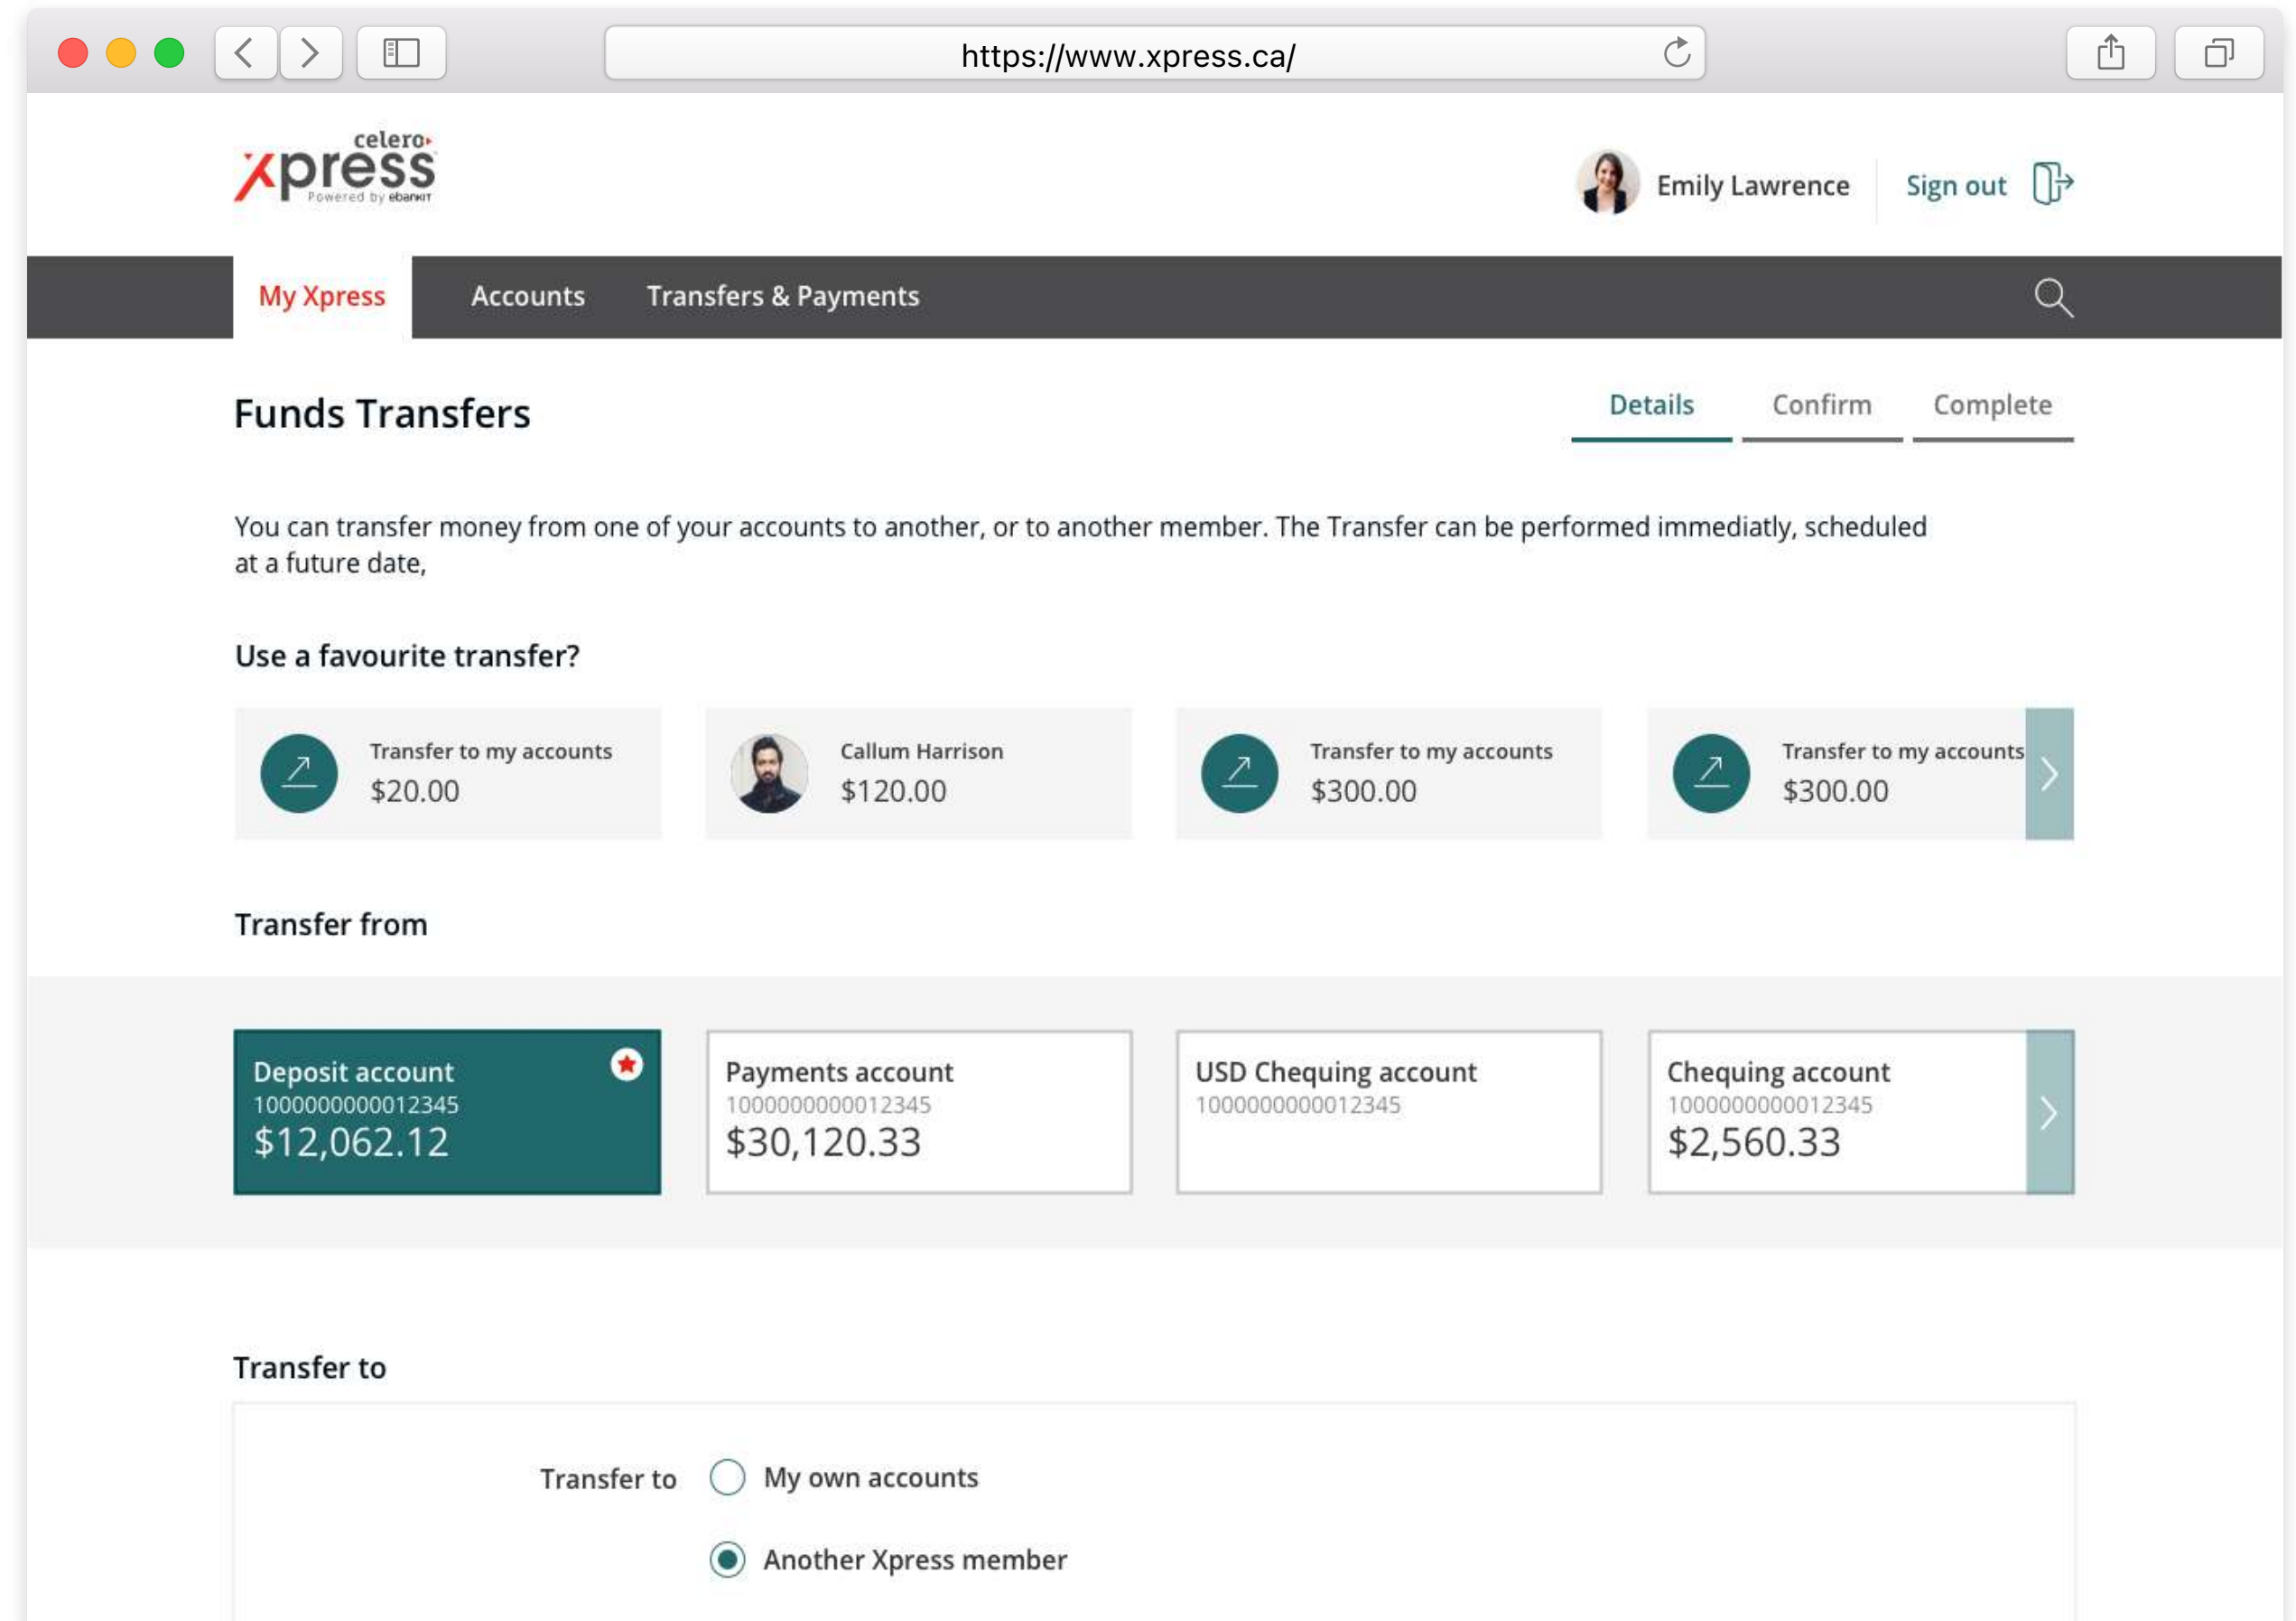 https://www.xpress.ca/
celero
xpress
Powered by ebankIT
Emily Lawrence
Sign out
My Xpress
Accounts
Transfers & Payments
Funds Transfers
Details
Confirm
Complete
You can transfer money from one of your accounts to another, or to another member. The Transfer can be performed immediatly, scheduled
at a future date,
Use a favourite transfer?
Transfer to my accounts
$20.00
Callum Harrison
$120.00
Transfer to my accounts
$300.00
Transfer to my accounts
$300.00
Transfer from
Deposit account
1000000000012345
$12,062.12
Payments account
1000000000012345
$30,120.33
USD Chequing account
1000000000012345
Chequing account
1000000000012345
$2,560.33
Transfer to
Transfer to
My own accounts
Another Xpress member